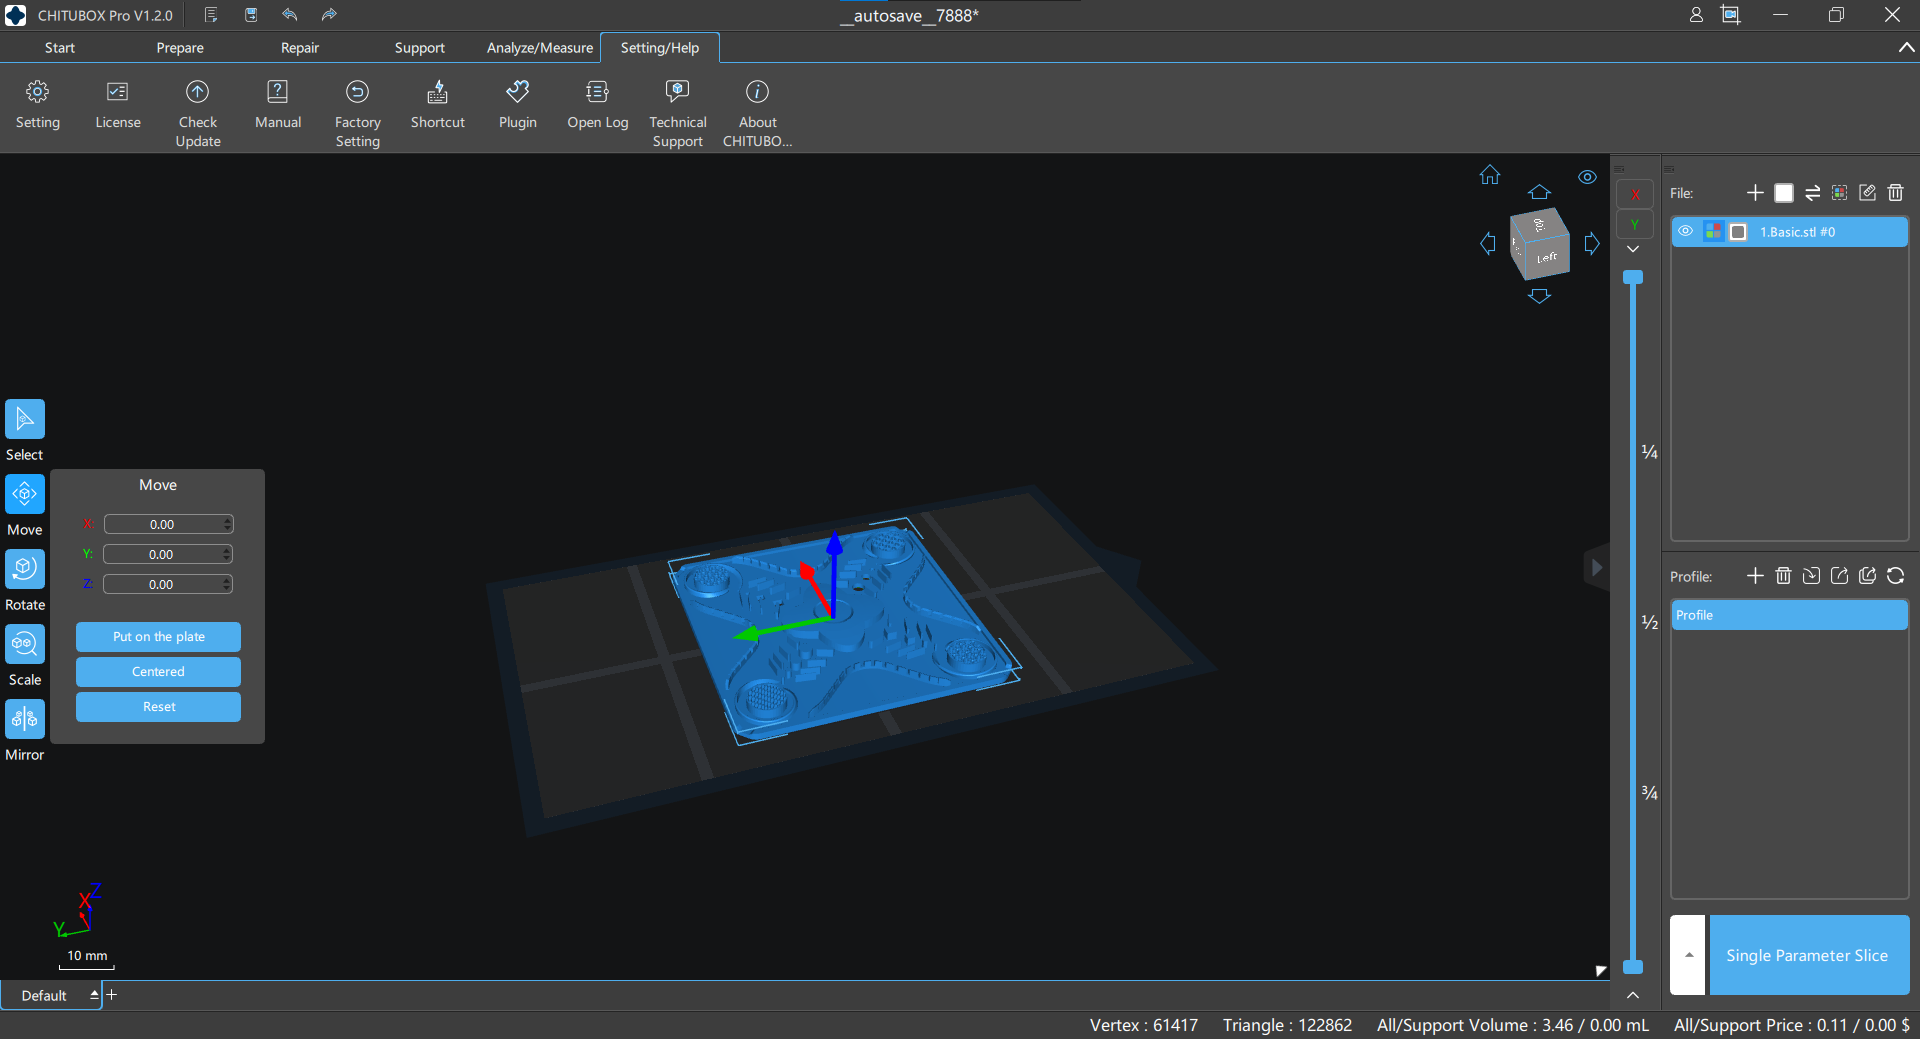 CHITUBOX Pro V1.2.0
__autosave__7888*
Start Prepare Repair Support Analyze/Measure Setting/Help
Setting License Check Update Manual Factory Setting Shortcut Plugin Open Log Technical Support About CHITUBO...
File:
X
Y
1.Basic.stl #0
Left
Select
Move
Move
X: 0.00
Y: 0.00
Z: 0.00
Rotate
Put on the plate
Centered
Scale
Reset
Mirror
¼
½
¾
Profile:
Profile
Z
X
Y
10 mm
Single Parameter Slice
Default
Vertex : 61417 Triangle : 122862 All/Support Volume : 3.46 / 0.00 mL All/Support Price : 0.11 / 0.00 $